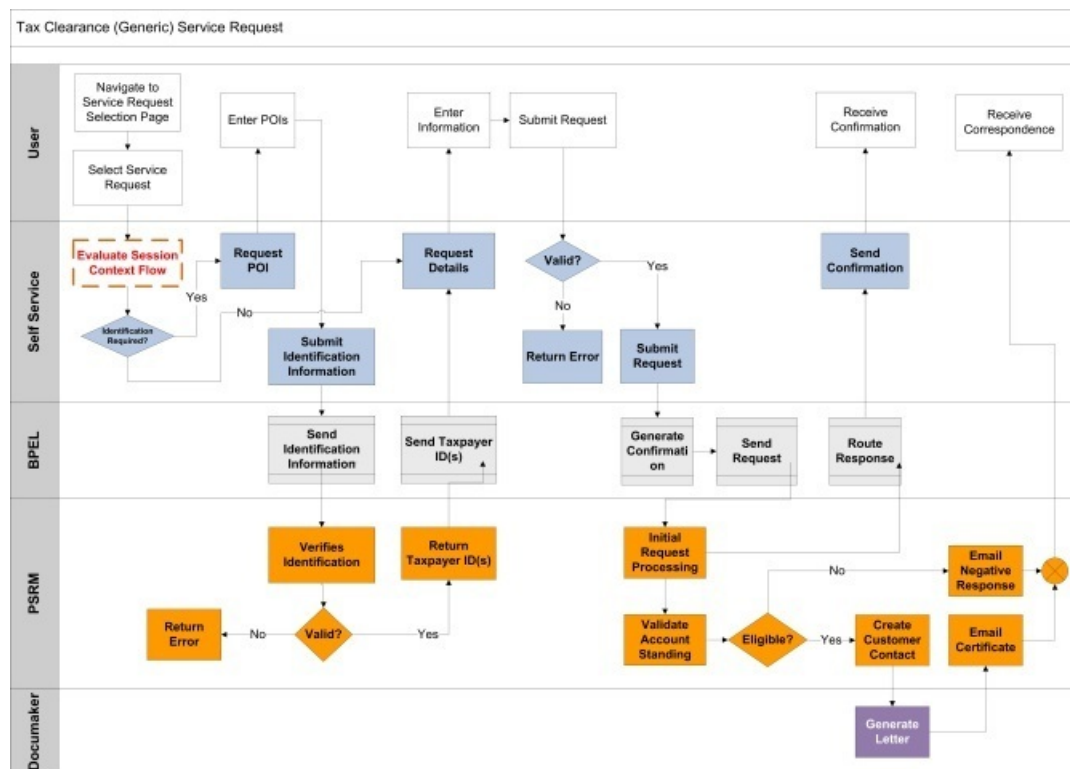 Tax Clearance (Generic) Service Request
User
Navigate to
Service Request
Selection Page
Select Service
Request
Enter POIs
Enter
Information
Submit Request
Receive
Confirmation
Receive
Correspondence
Self Service
Evaluate Session
Context Flow
Identification
Required?
Yes
No
Request
POI
Submit
Identification
Information
Request
Details
Valid?
Yes
No
Return Error
Submit
Request
Send
Confirmation
BPEL
Send
Identification
Information
Send Taxpayer
ID(s)
Generate
Confirmati
on
Send
Request
Route
Response
PSRM
Verifies
Identification
Return
Taxpayer ID(s)
Return
Error
No
Valid?
Yes
Initial
Request
Processing
Validate
Account
Standing
Eligible?
No
Yes
Email
Negative
Response
Create
Customer
Contact
Email
Certificate
Documaker
Generate
Letter